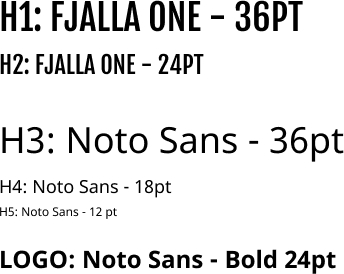 H1: FJALLA ONE - 36PT
H2: FJALLA ONE - 24PT
H3: Noto Sans - 36pt
H4: Noto Sans - 18pt
H5: Noto Sans - 12 pt
LOGO: Noto Sans - Bold 24pt